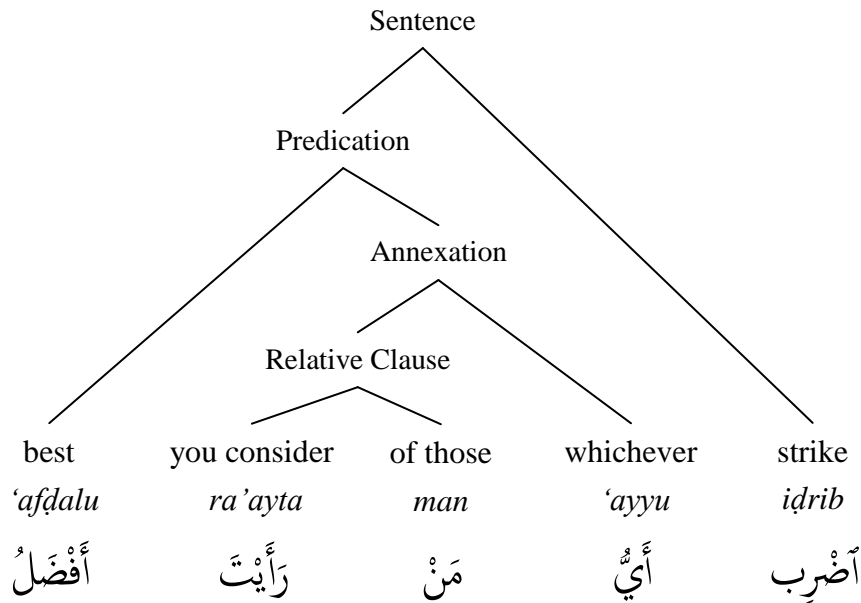 Sentence
Predication
Annexation
Relative Clause
best you consider of those whichever strike
‘afḍalu ra’ayta man ‘ayyu iḍrib
ٱضْرِب أَيُّ مَنْ رَأَيْتَ أَفْضَلُ